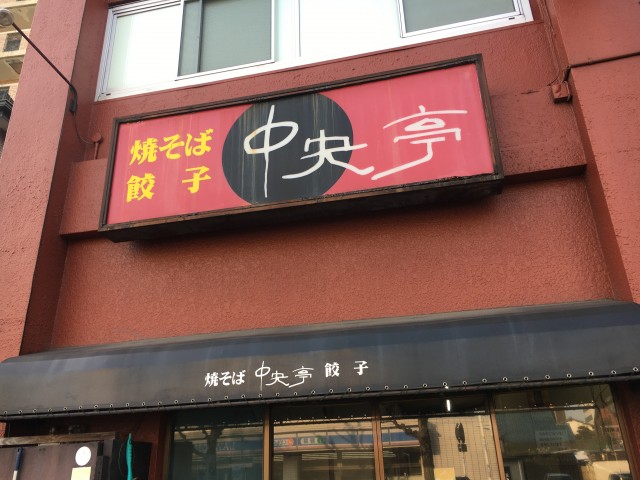 焼そば
餃子
中央亭
焼そば 中央亭 餃子